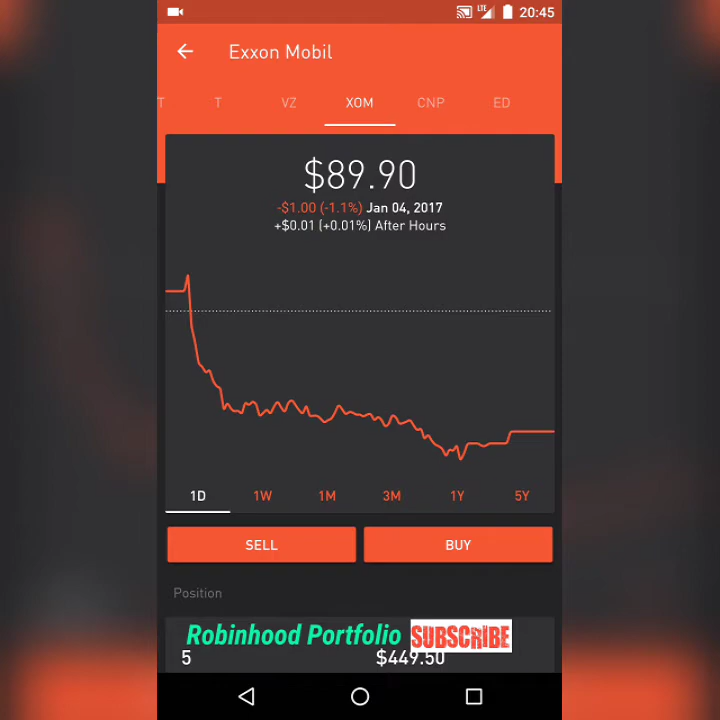 LTE 20:45
Exxon Mobil
T T VZ XOM CNP ED
$89.90
-$1.00 (-1.1%) Jan 04, 2017
+$0.01 (+0.01%) After Hours
1D 1W 1M 3M 1Y 5Y
SELL BUY
Position
Robinhood Portfolio SUBSCRIBE
5 $449.50